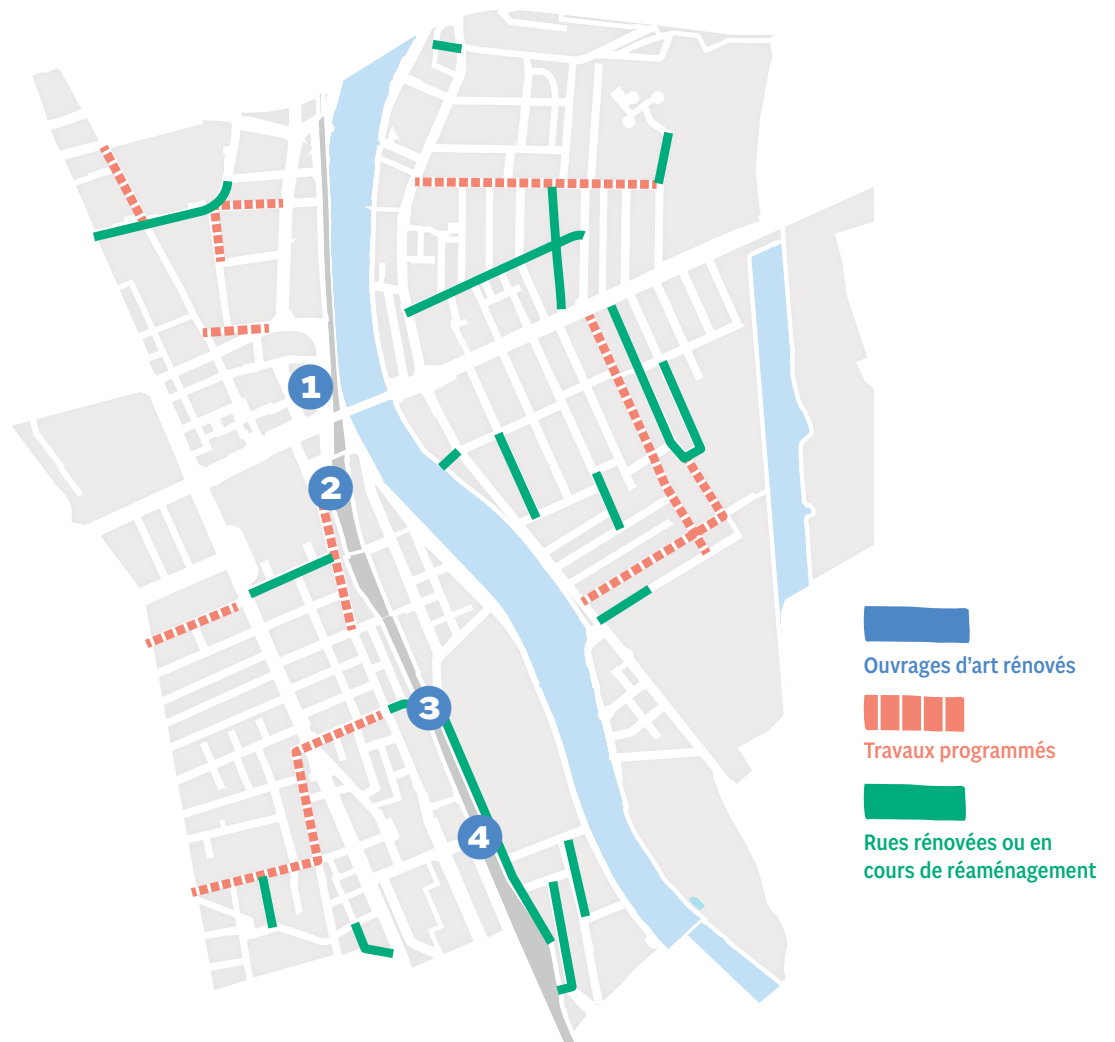 1
2
3
4
Ouvrages d’art rénovés
Travaux programmés
Rues rénovées ou en
cours de réaménagement